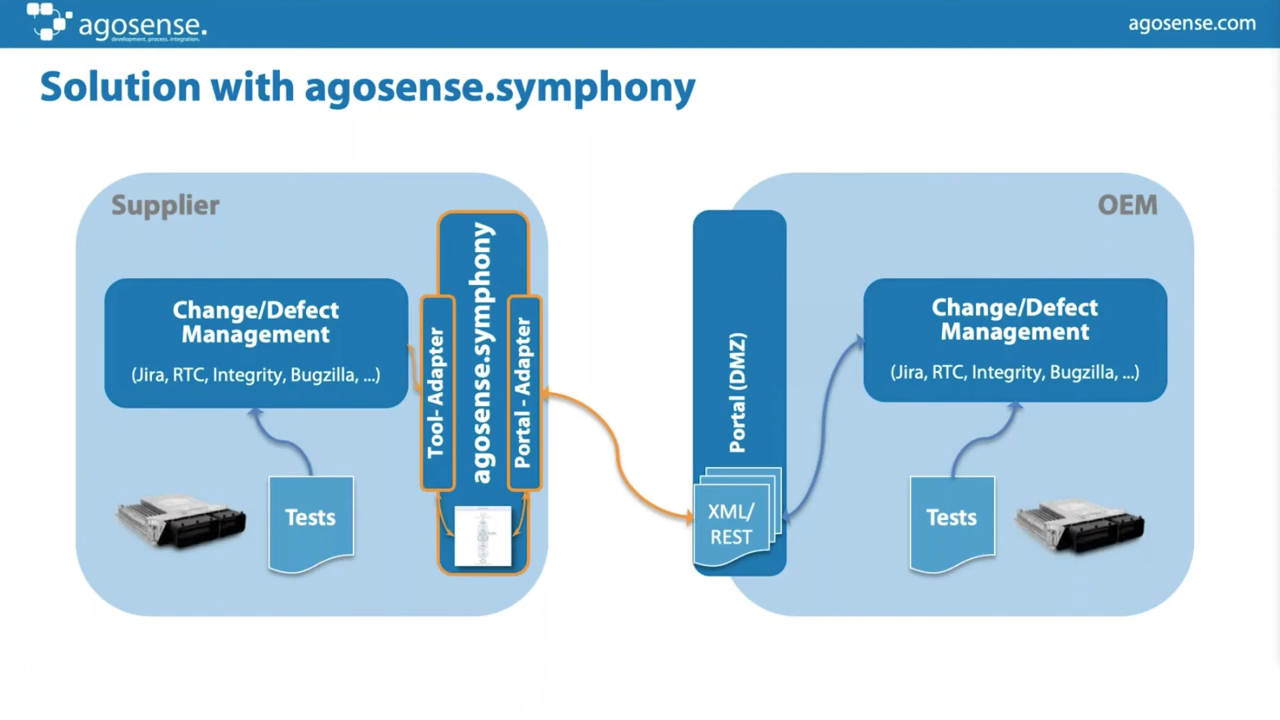 agosense.
development. process. integration.
agosense.com
Solution with agosense.symphony
Supplier
Change/Defect
Management
(Jira, RTC, Integrity, Bugzilla, ...)
Tests
Tool- Adapter
agosense.symphony
Portal - Adapter
Portal (DMZ)
XML/
REST
OEM
Change/Defect
Management
(Jira, RTC, Integrity, Bugzilla, ...)
Tests